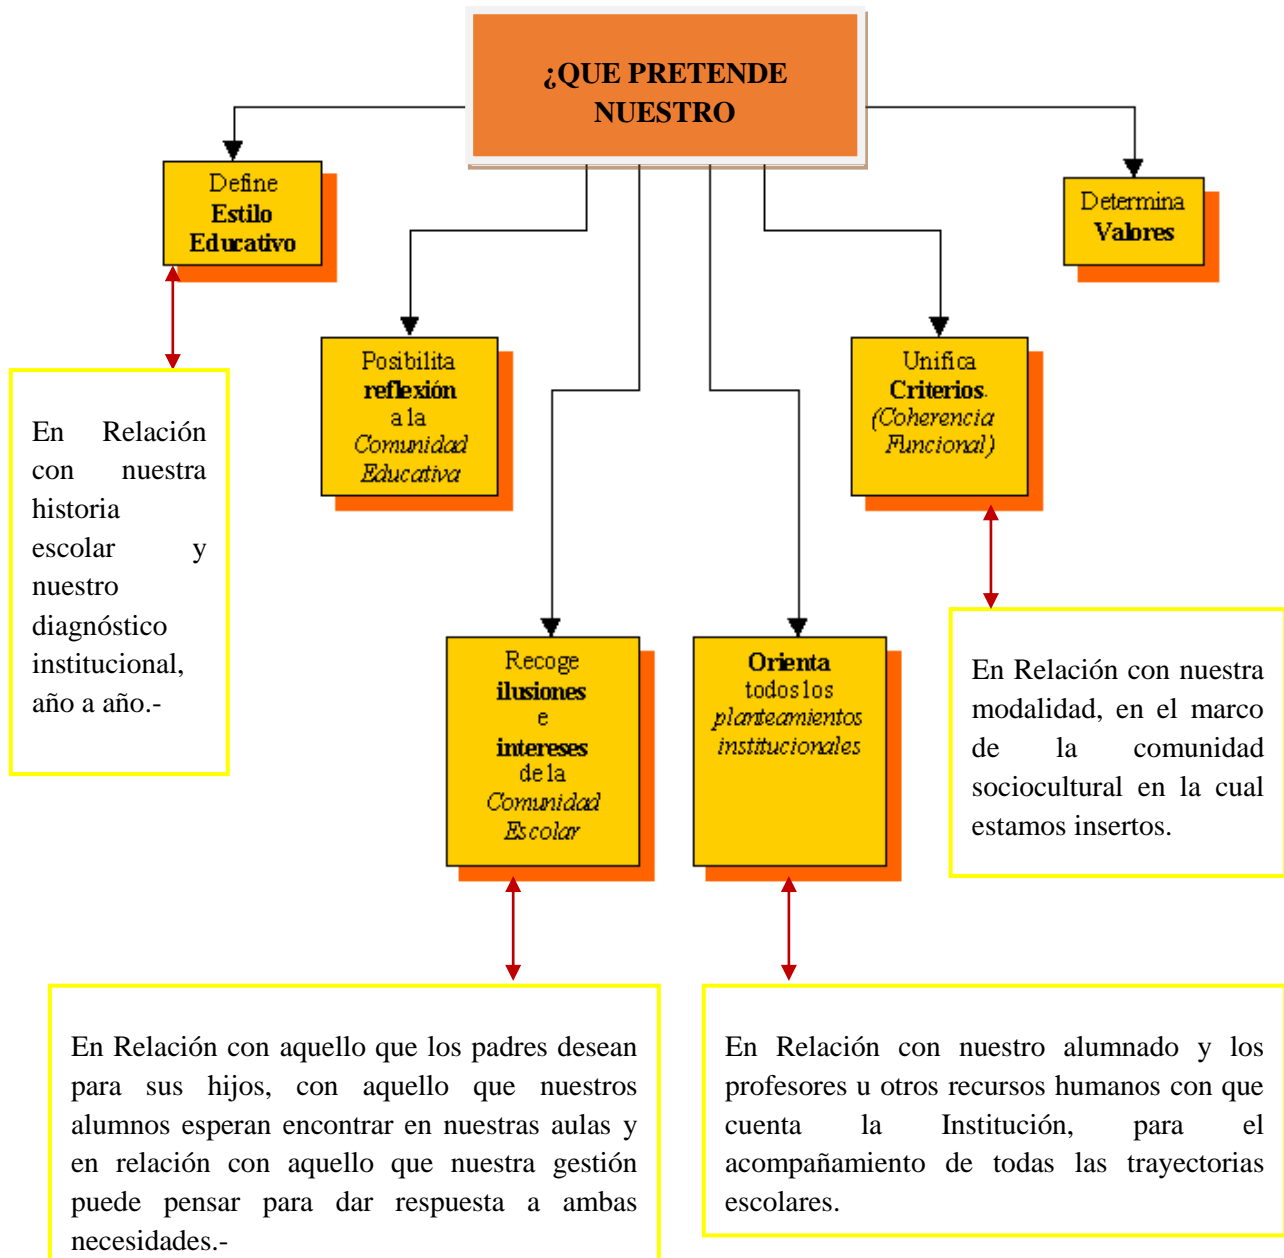 ¿QUE PRETENDE
NUESTRO
Define
Estilo
Educativo
Determina
Valores
Posibilita
reflexión
a la
Comunidad
Educativa
Unifica
Criterios.
(Coherencia
Funcional)
En Relación
con nuestra
historia
escolar y
nuestro
diagnóstico
institucional,
año a año.-
Recoge
ilusiones
e
intereses
de la
Comunidad
Escolar
Orienta
todos los
planteamientos
institucionales
En Relación con nuestra
modalidad, en el marco
de la comunidad
sociocultural en la cual
estamos insertos.
En Relación con aquello que los padres desean
para sus hijos, con aquello que nuestros
alumnos esperan encontrar en nuestras aulas y
en relación con aquello que nuestra gestión
puede pensar para dar respuesta a ambas
necesidades.-
En Relación con nuestro alumnado y los
profesores u otros recursos humanos con que
cuenta la Institución, para el
acompañamiento de todas las trayectorias
escolares.